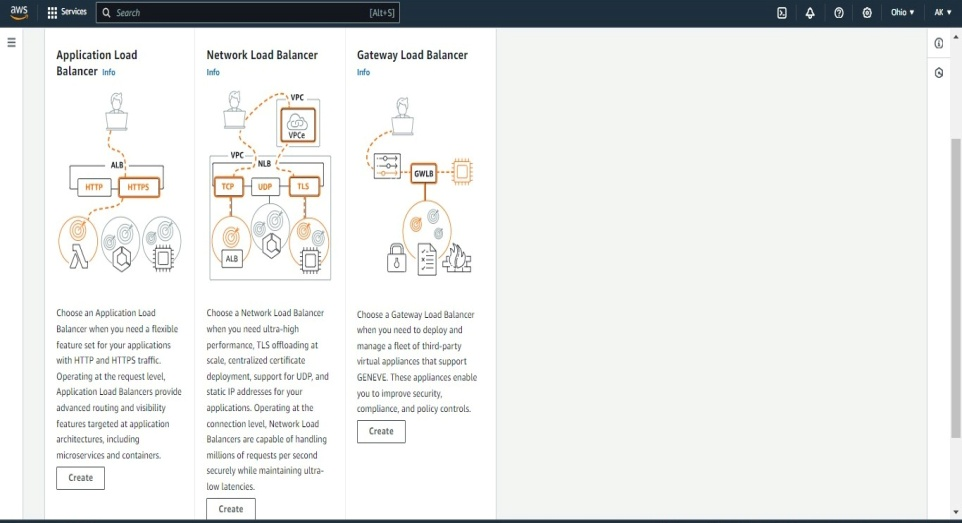 aws
Services
Search
[Alt+S]
Ohio
AK
Application Load
Balancer Info
ALB
HTTP
HTTPS
Choose an Application Load
Balancer when you need a flexible
feature set for your applications
with HTTP and HTTPS traffic.
Operating at the request level,
Application Load Balancers provide
advanced routing and visibility
features targeted at application
architectures, including
microservices and containers.
Create
Network Load Balancer
Info
VPC
VPCe
VPC
NLB
TCP
UDP
TLS
ALB
Choose a Network Load Balancer
when you need ultra-high
performance, TLS offloading at
scale, centralized certificate
deployment, support for UDP, and
static IP addresses for your
applications. Operating at the
connection level, Network Load
Balancers are capable of handling
millions of requests per second
securely while maintaining ultra-
low latencies.
Create
Gateway Load Balancer
Info
GWLB
Choose a Gateway Load Balancer
when you need to deploy and
manage a fleet of third-party
virtual appliances that support
GENEVE. These appliances enable
you to improve security,
compliance, and policy controls.
Create